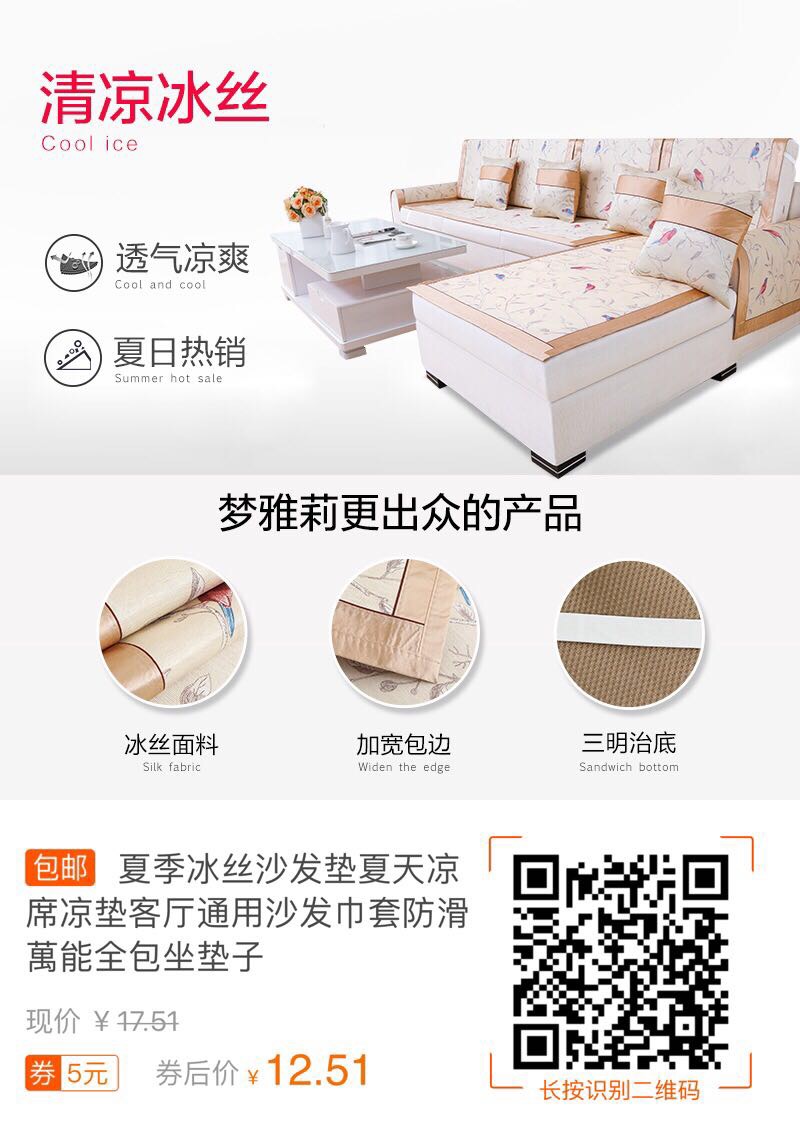 清凉冰丝
Cool ice
透气凉爽
Cool and cool
夏日热销
Summer hot sale
梦雅莉更出众的产品
冰丝面料
Silk fabric
加宽包边
Widen the edge
三明治底
Sandwich bottom
包邮 夏季冰丝沙发垫夏天凉
席凉垫客厅通用沙发巾套防滑
萬能全包坐垫子
现价 ¥ 17.51
券 5元 券后价 ¥ 12.51
长按识别二维码